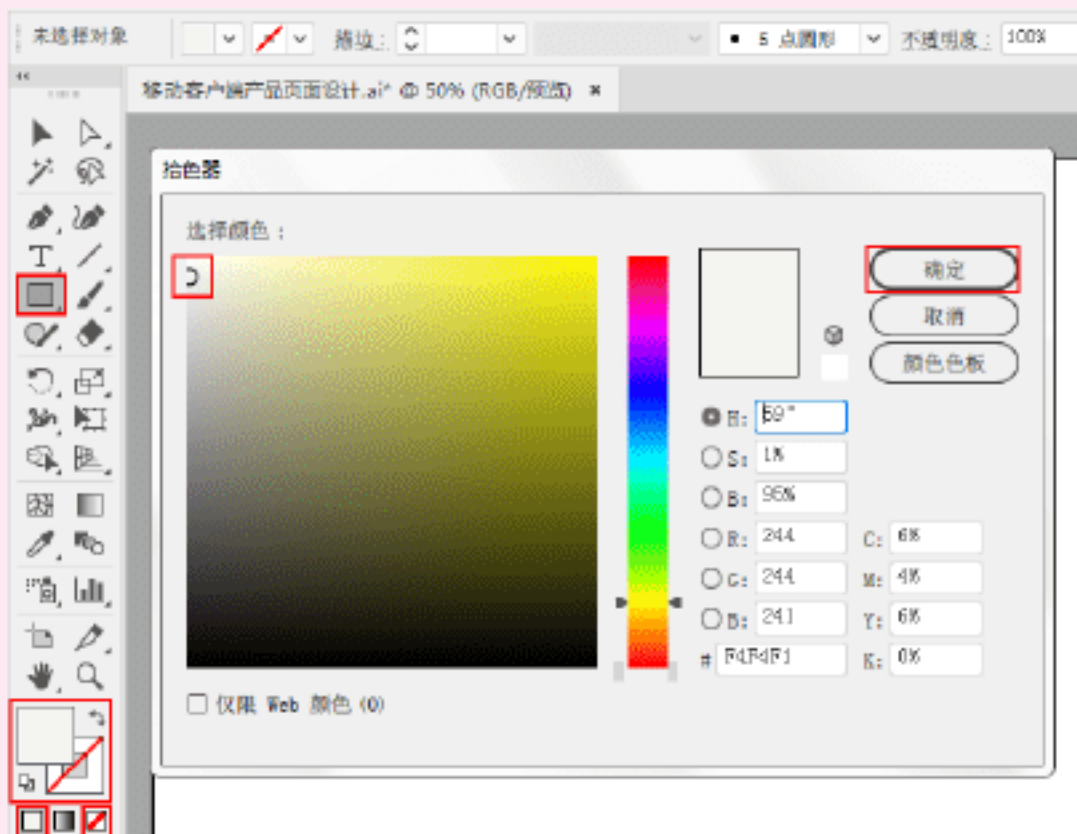 未选择对象 描边： 5 点圆形 不透明度： 100%
移动客户端产品页面设计.ai* @ 50% (RGB/预览) ×
拾色器
选择颜色：
确定
取消
颜色色板
H: 59°
S: 1%
B: 95%
R: 244 C: 6%
G: 244 M: 4%
B: 241 Y: 6%
# F4F4F1 K: 0%
仅限 Web 颜色 (O)